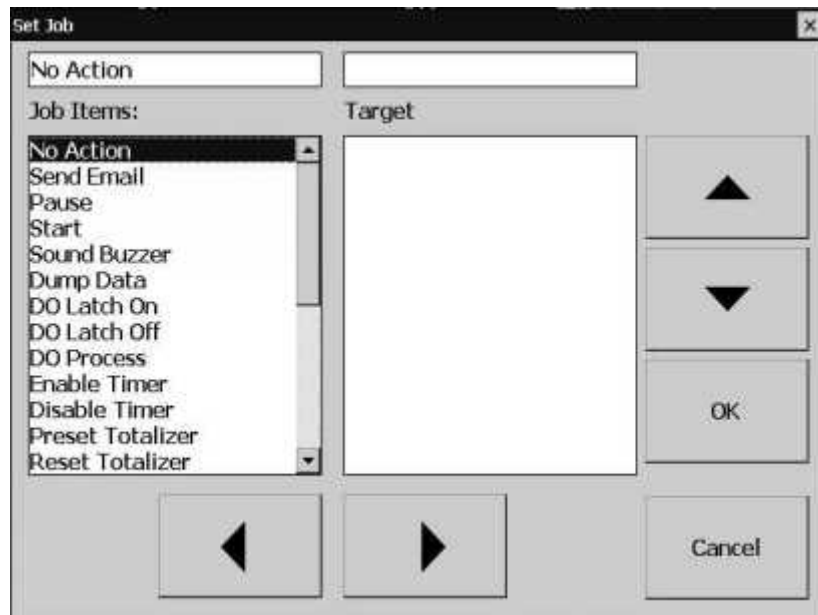 Set Job
No Action
Job Items:
Target
No Action
Send Email
Pause
Start
Sound Buzzer
Dump Data
DO Latch On
DO Latch Off
DO Process
Enable Timer
Disable Timer
Preset Totalizer
Reset Totalizer
OK
Cancel